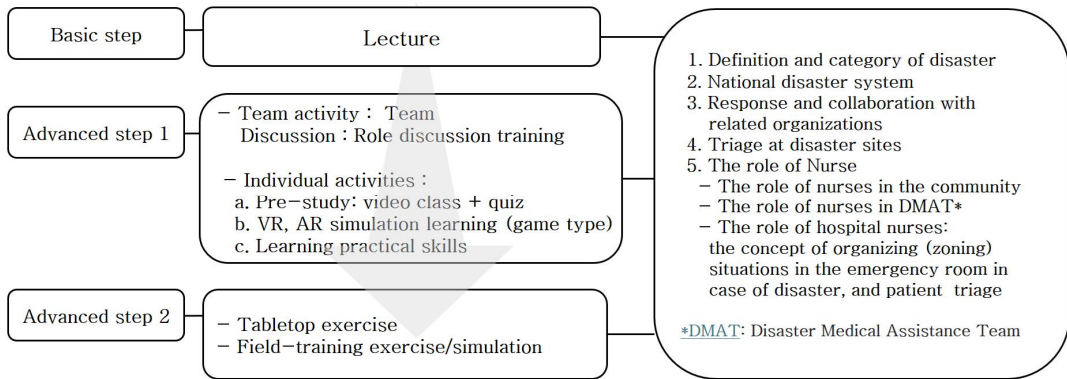 Basic step
Lecture
Advanced step 1
− Team activity : Team
Discussion : Role discussion training
− Individual activities :
a. Pre−study: video class + quiz
b. VR, AR simulation learning (game type)
c. Learning practical skills
Advanced step 2
− Tabletop exercise
− Field−training exercise/simulation
1. Definition and category of disaster
2. National disaster system
3. Response and collaboration with
related organizations
4. Triage at disaster sites
5. The role of Nurse
− The role of nurses in the community
− The role of nurses in DMAT*
− The role of hospital nurses:
the concept of organizing (zoning)
situations in the emergency room in
case of disaster, and patient triage
*DMAT: Disaster Medical Assistance Team